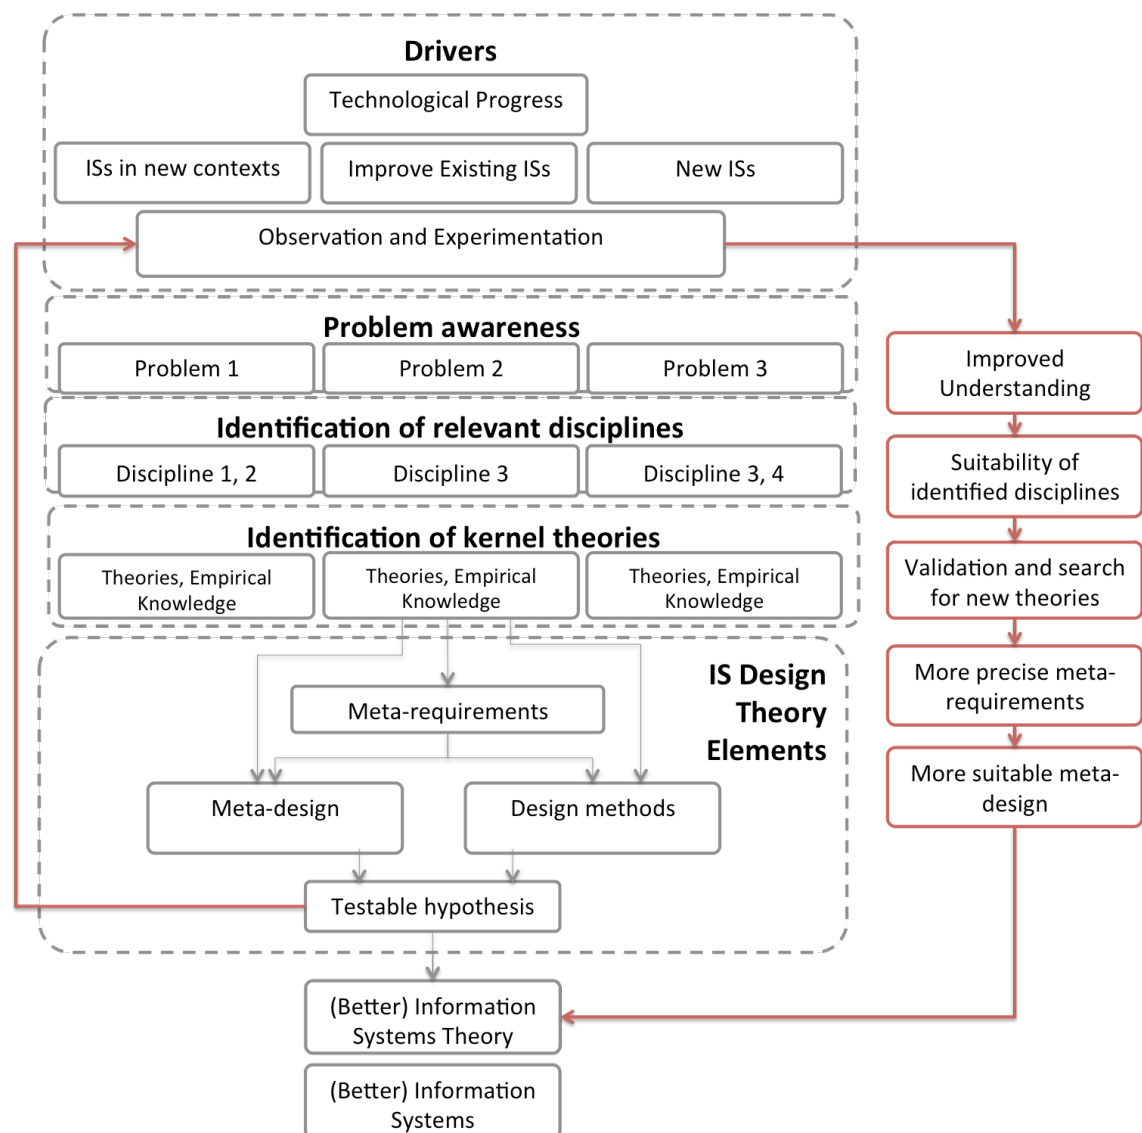 Drivers
Technological Progress
ISs in new contexts
Improve Existing ISs
New ISs
Observation and Experimentation
Problem awareness
Problem 1
Problem 2
Problem 3
Identification of relevant disciplines
Discipline 1, 2
Discipline 3
Discipline 3, 4
Identification of kernel theories
Theories, Empirical
Knowledge
Theories, Empirical
Knowledge
Theories, Empirical
Knowledge
IS Design
Theory
Elements
Meta-requirements
Meta-design
Design methods
Testable hypothesis
(Better) Information
Systems Theory
(Better) Information
Systems
Improved
Understanding
Suitability of
identified disciplines
Validation and search
for new theories
More precise meta-
requirements
More suitable meta-
design